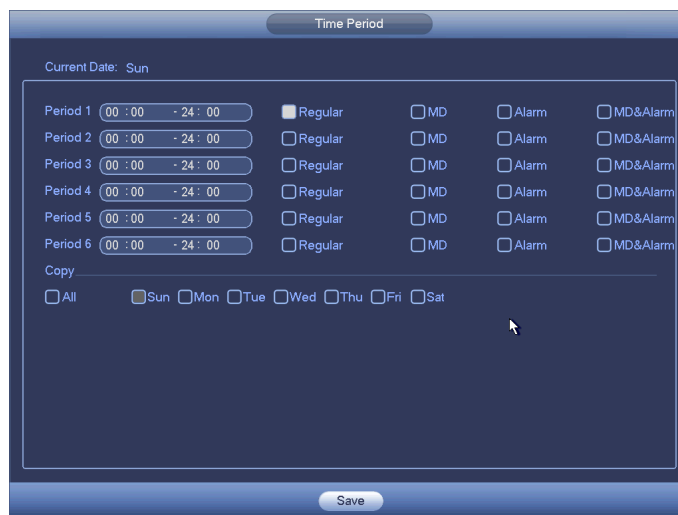 Time Period
Current Date: Sun
Period 1 00 :00 - 24 : 00 Regular MD Alarm MD&Alarm
Period 2 00 :00 - 24 : 00 Regular MD Alarm MD&Alarm
Period 3 00 :00 - 24 : 00 Regular MD Alarm MD&Alarm
Period 4 00 :00 - 24 : 00 Regular MD Alarm MD&Alarm
Period 5 00 :00 - 24 : 00 Regular MD Alarm MD&Alarm
Period 6 00 :00 - 24 : 00 Regular MD Alarm MD&Alarm
Copy
All Sun Mon Tue Wed Thu Fri Sat
Save